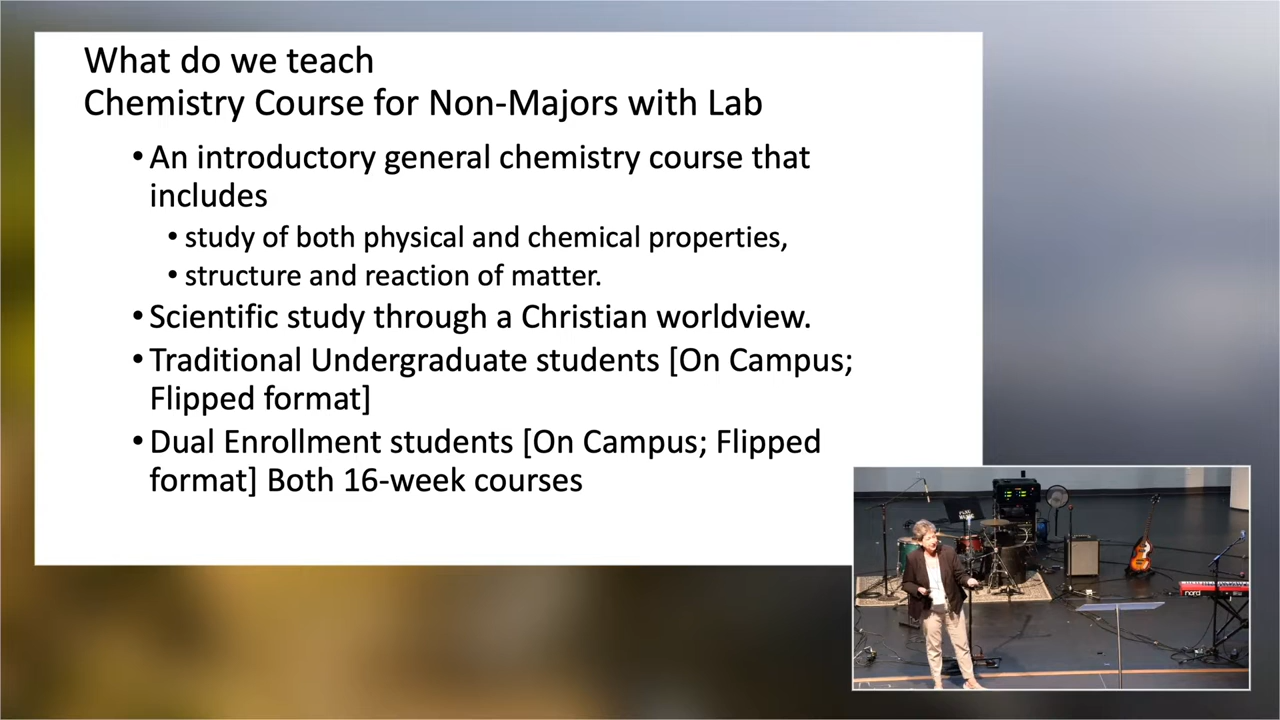 What do we teach
Chemistry Course for Non-Majors with Lab
• An introductory general chemistry course that
includes
• study of both physical and chemical properties,
• structure and reaction of matter.
• Scientific study through a Christian worldview.
• Traditional Undergraduate students [On Campus;
Flipped format]
• Dual Enrollment students [On Campus; Flipped
format] Both 16-week courses
nord